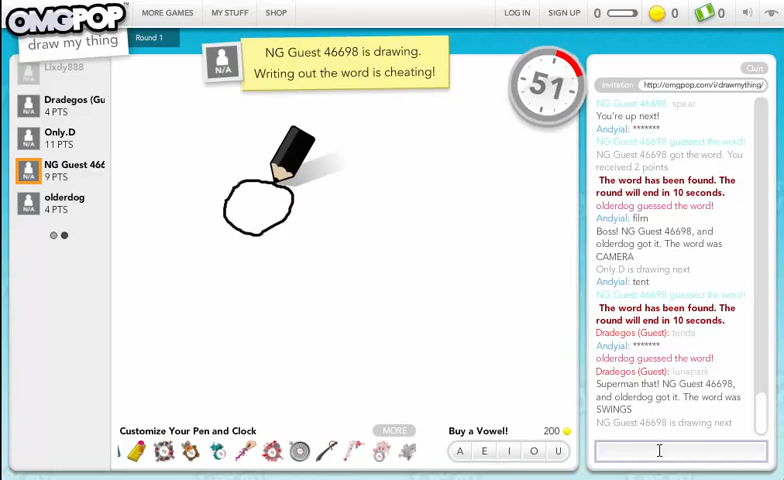 OMGPOP
draw my thing
MORE GAMES
MY STUFF
SHOP
LOG IN
SIGN UP
0
0
0
Round 1
N/A
NG Guest 46698 is drawing.
Writing out the word is cheating!
51
Lixdy888
N/A
Dradegos (Gu
4 PTS
N/A
Only.D
11 PTS
N/A
NG Guest 466
9 PTS
N/A
olderdog
4 PTS
N/A
Quit
Invitation
http://omgpop.com/i/drawmything/
NG Guest 46698: spear
You're up next!
Andyial: *******
NG Guest 46698 guessed the word!
NG Guest 46698 got the word. You
received 2 points.
The word has been found. The
round will end in 10 seconds.
olderdog guessed the word!
Andyial: film
Boss! NG Guest 46698, and
olderdog got it. The word was
CAMERA
Only.D is drawing next
Andyial: tent
NG Guest 46698 guessed the word!
The word has been found. The
round will end in 10 seconds.
Dradegos (Guest): tenda
Andyial: *******
olderdog guessed the word!
Dradegos (Guest): lunapark
Superman that! NG Guest 46698,
and olderdog got it. The word was
SWINGS
NG Guest 46698 is drawing next
Customize Your Pen and Clock
MORE
Buy a Vowel!
200
A E I O U